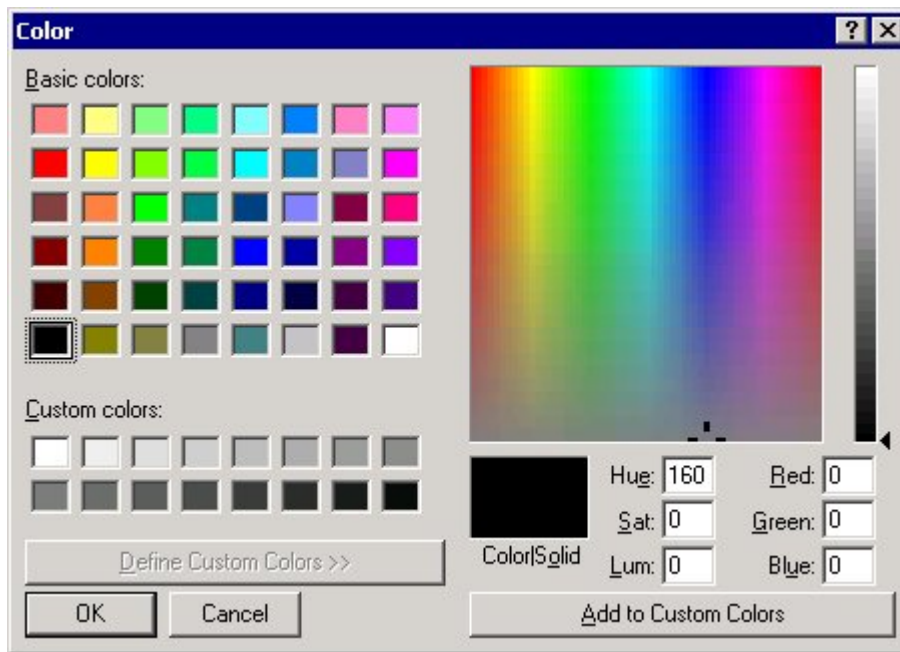 Color
Basic colors:
Custom colors:
Define Custom Colors >>
OK Cancel
Color|Solid
Hue: 160 Red: 0
Sat: 0 Green: 0
Lum: 0 Blue: 0
Add to Custom Colors